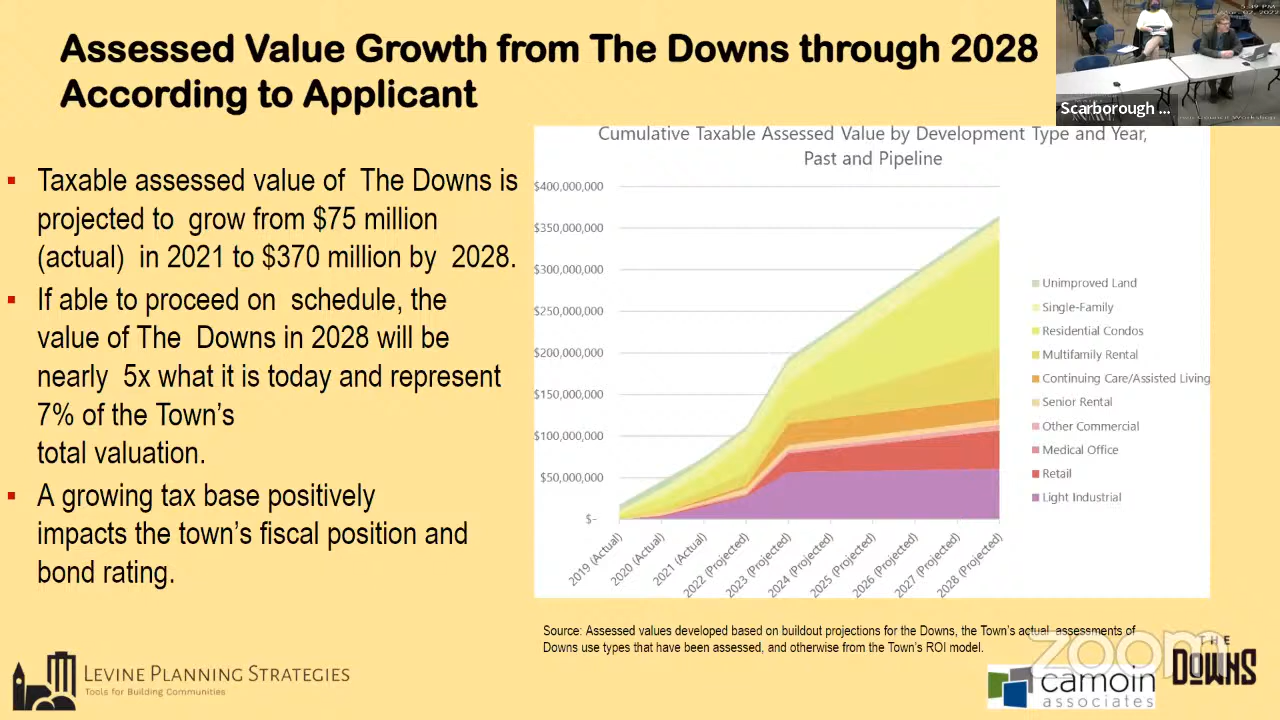 Assessed Value Growth from The Downs through 2028
According to Applicant
Scarborough ...
Taxable assessed value of The Downs is
projected to grow from $75 million
(actual) in 2021 to $370 million by 2028.
If able to proceed on schedule, the
value of The Downs in 2028 will be
nearly 5x what it is today and represent
7% of the Town's
total valuation.
A growing tax base positively
impacts the town's fiscal position and
bond rating.
Cumulative Taxable Assessed Value by Development Type and Year,
Past and Pipeline
$400,000,000
$350,000,000
$300,000,000
$250,000,000
$200,000,000
$150,000,000
$100,000,000
$50,000,000
$-
2019 (Actual)
2020 (Actual)
2021 (Actual)
2022 (Projected)
2023 (Projected)
2024 (Projected)
2025 (Projected)
2026 (Projected)
2027 (Projected)
2028 (Projected)
Unimproved Land
Single-Family
Residential Condos
Multifamily Rental
Continuing Care/Assisted Living
Senior Rental
Other Commercial
Medical Office
Retail
Light Industrial
Source: Assessed values developed based on buildout projections for the Downs, the Town's actual assessments of
Downs use types that have been assessed, and otherwise from the Town's ROI model.
LEVINE PLANNING STRATEGIES
Tools for Building Communities
zoom
camoin
associates
THE
DOWNS